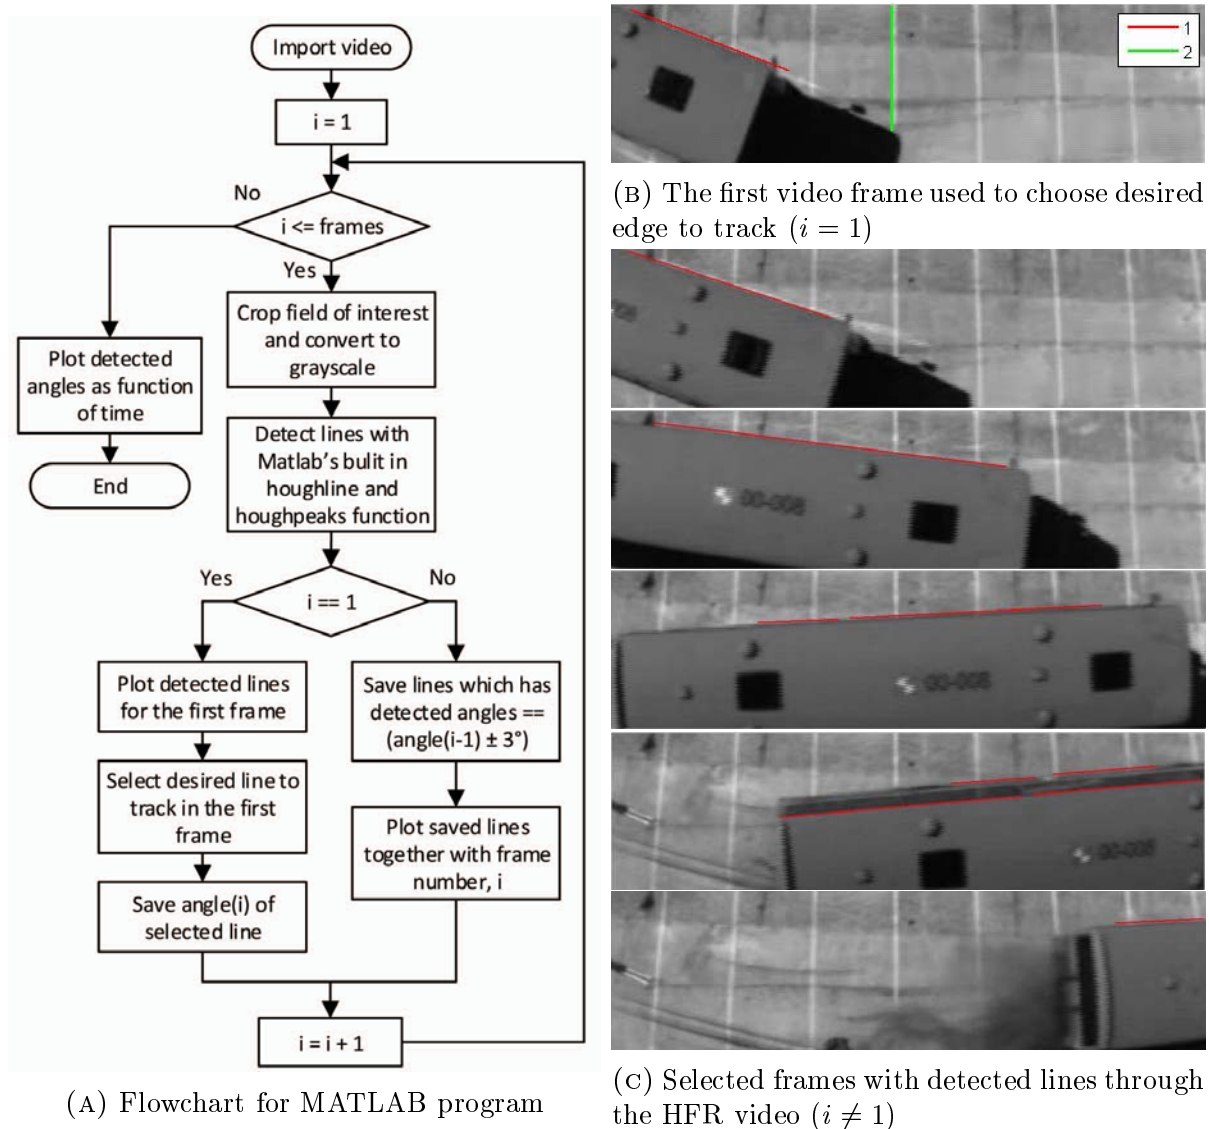 Import video
i = 1
No
i <= frames
Yes
Crop field of interest
and convert to
grayscale
Plot detected
angles as function
of time
End
Detect lines with
Matlab's bulit in
houghline and
houghpeaks function
Yes
No
i == 1
Plot detected lines
for the first frame
Save lines which has
detected angles ==
(angle(i-1) ± 3°)
Select desired line to
track in the first
frame
Plot saved lines
together with frame
number, i
Save angle(i) of
selected line
i = i + 1
(A) Flowchart for MATLAB program
1
2
(B) The first video frame used to choose desired
edge to track (i = 1)
00-005
00-005
00-005
(C) Selected frames with detected lines through
the HFR video (i ≠ 1)